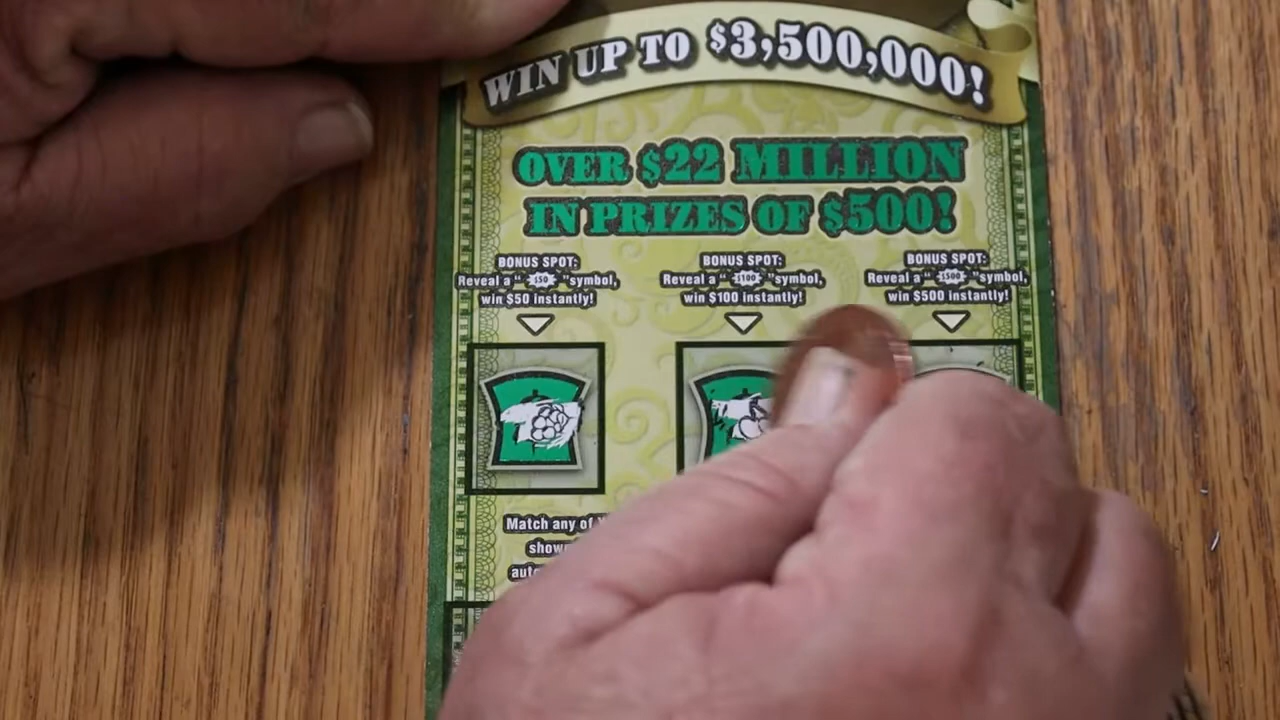 WIN UP TO $3,500,000!
OVER $22 MILLION
IN PRIZES OF $500!
BONUS SPOT:
Reveal a " $50 " symbol,
win $50 instantly!
BONUS SPOT:
Reveal a " $100 " symbol,
win $100 instantly!
BONUS SPOT:
Reveal a " $500 " symbol,
win $500 instantly!
Match any of